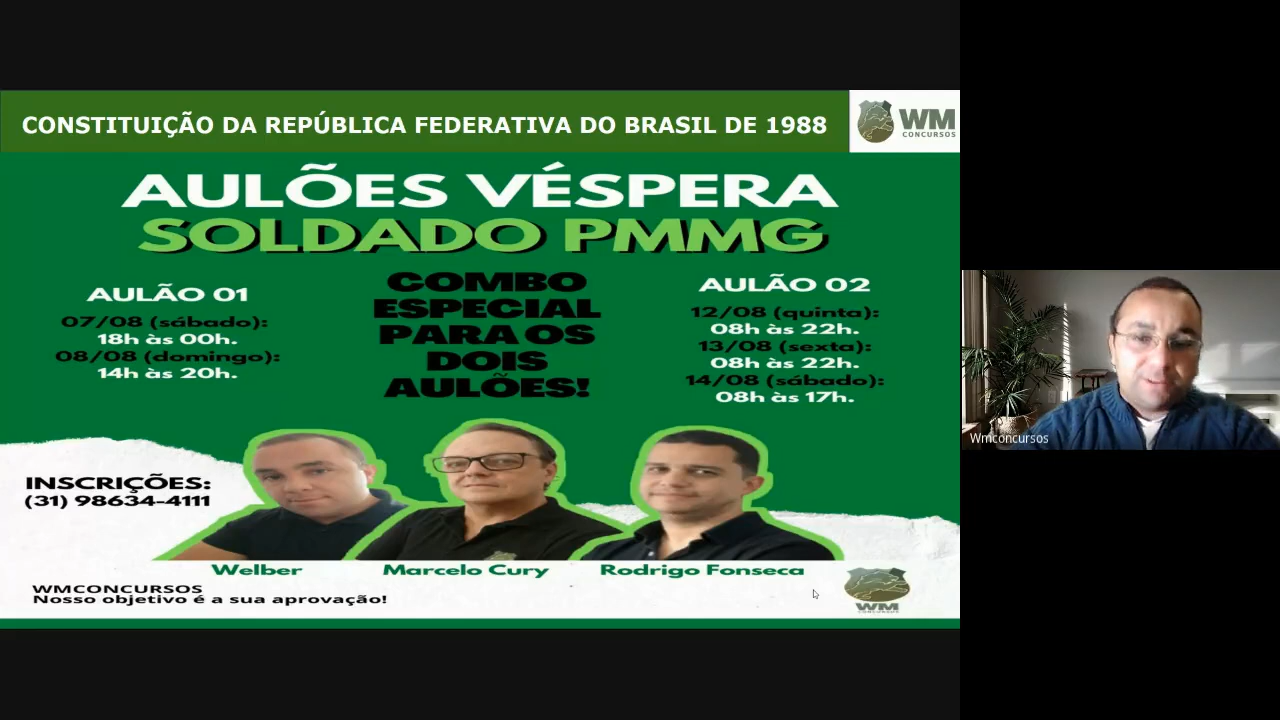 CONSTITUIÇÃO DA REPÚBLICA FEDERATIVA DO BRASIL DE 1988
WM
CONCURSOS
AULÕES VÉSPERA
SOLDADO PMMG
AULÃO 01
07/08 (sábado):
18h às 00h.
08/08 (domingo):
14h às 20h.
COMBO
ESPECIAL
PARA OS
DOIS
AULÕES!
AULÃO 02
12/08 (quinta):
08h às 22h.
13/08 (sexta):
08h às 22h.
14/08 (sábado):
08h às 17h.
INSCRIÇÕES:
(31) 98634-4111
Welber
Marcelo Cury
Rodrigo Fonseca
WMCONCURSOS
Nosso objetivo é a sua aprovação!
WM
CONCURSOS
Wmconcursos